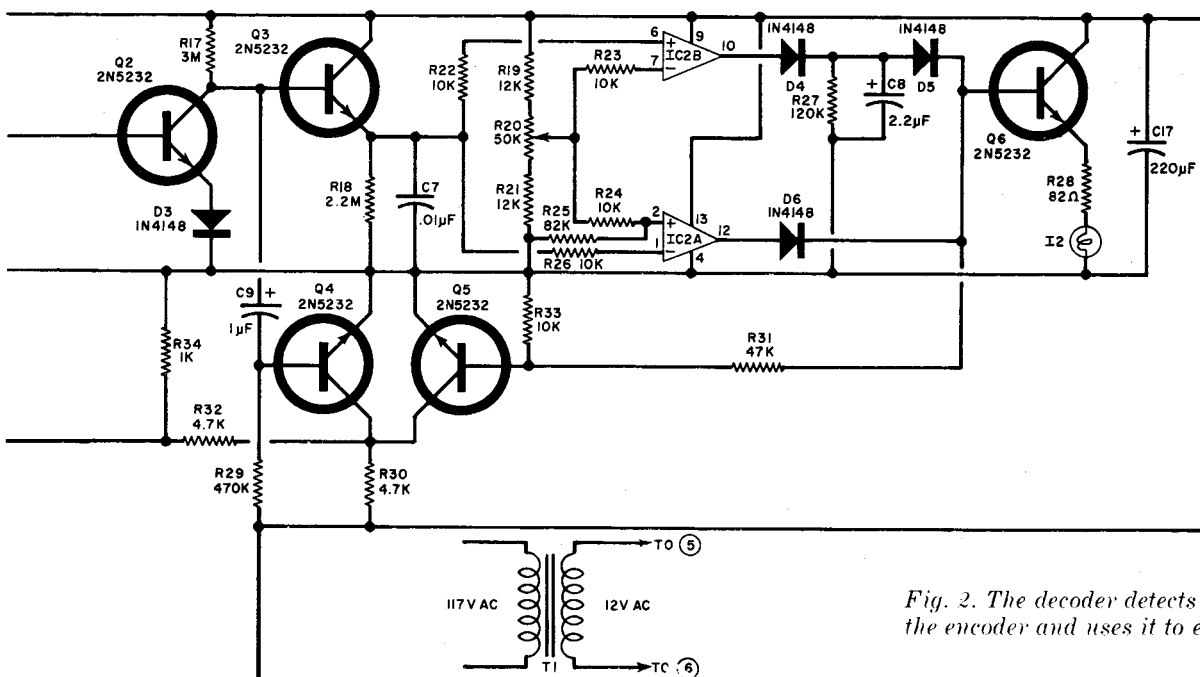 Q2
2N5232
R17
3M
Q3
2N5232
R22
10K
R19
12K
R20
50K
R21
12K
R23
10K
6
+
7
−
IC2B
9
10
1N4148
D4
R27
120K
+
C8
2.2µF
1N4148
D5
Q6
2N5232
+
C17
220µF
R28
82Ω
I2
D3
1N4148
R18
2.2M
C7
.01µF
R24
10K
R25
82K
R26 10K
2
+
1
−
IC2A
13
4
12
D6
1N4148
C9
+
1µF
Q4
2N5232
Q5
2N5232
R33
10K
R31
47K
R34
1K
R32
4.7K
R29
470K
R30
4.7K
117V AC
T1
12V AC
TO 5
TO 6
Fig. 2. The decoder detects
the encoder and uses it to e